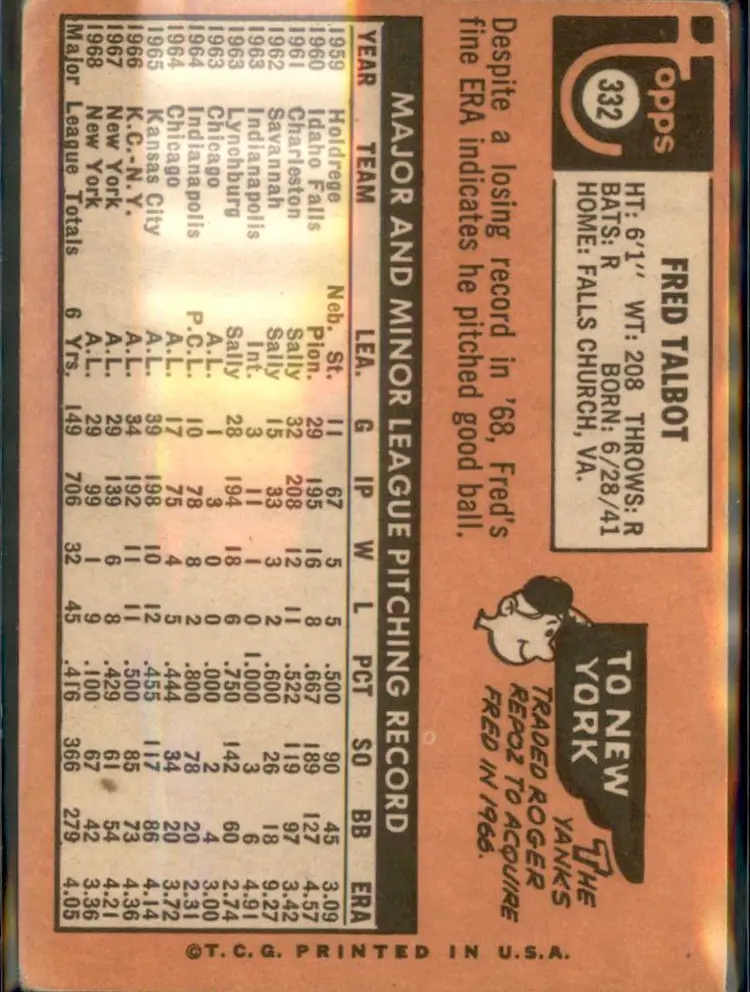 Topps
332
FRED TALBOT
HT: 6'1" WT: 208 THROWS: R
BATS: R BORN: 6/28/41
HOME: FALLS CHURCH, VA.
Despite a losing record in '68, Fred's
fine ERA indicates he pitched good ball.
TO NEW
YORK
THE
YANKS
TRADED ROGER
REPOZ TO ACQUIRE
FRED IN 1966.
MAJOR AND MINOR LEAGUE PITCHING RECORD
YEAR TEAM LEA. G IP W L PCT SO BB ERA
1959 Holdrege Neb. St. 11 67 5 5 .500 90 45 3.09
1960 Idaho Falls Pion. 29 195 16 8 .667 189 127 4.57
1961 Charleston Sally 32 208 12 11 .522 119 97 3.42
1962 Savannah Sally 15 33 3 2 .600 26 18 9.27
1963 Indianapolis Int. 3 11 1 0 1.000 3 6 4.91
1963 Lynchburg Sally 28 194 18 6 .750 142 60 2.74
1963 Chicago A.L. 1 3 0 0 .000 2 4 3.00
1964 Indianapolis P.C.L. 10 78 8 2 .800 78 20 2.31
1964 Chicago A.L. 17 75 4 5 .444 34 20 3.72
1965 Kansas City A.L. 39 198 10 12 .455 117 86 4.14
1966 K.C.-N.Y. A.L. 34 192 11 11 .500 85 73 4.36
1967 New York A.L. 29 139 6 8 .429 61 54 4.21
1968 New York A.L. 29 99 1 9 .100 67 42 3.36
Major League Totals 6 Yrs. 149 706 32 45 .416 366 279 4.05
©T.C.G. PRINTED IN U.S.A.